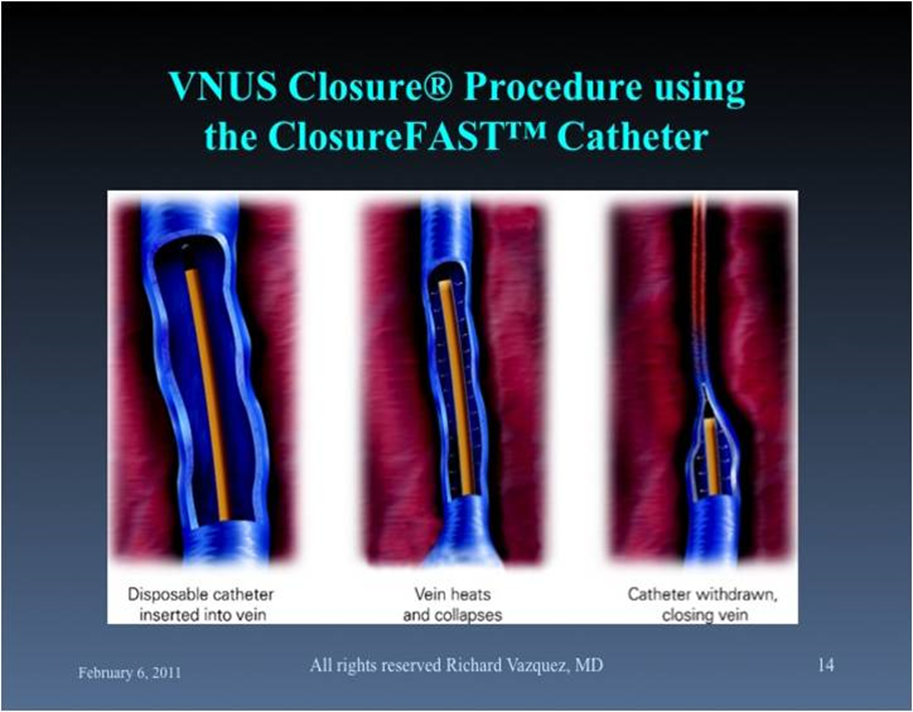 VNUS Closure® Procedure using
the ClosureFAST™ Catheter
Disposable catheter
inserted into vein
Vein heats
and collapses
Catheter withdrawn,
closing vein
February 6, 2011
All rights reserved Richard Vazquez, MD
14